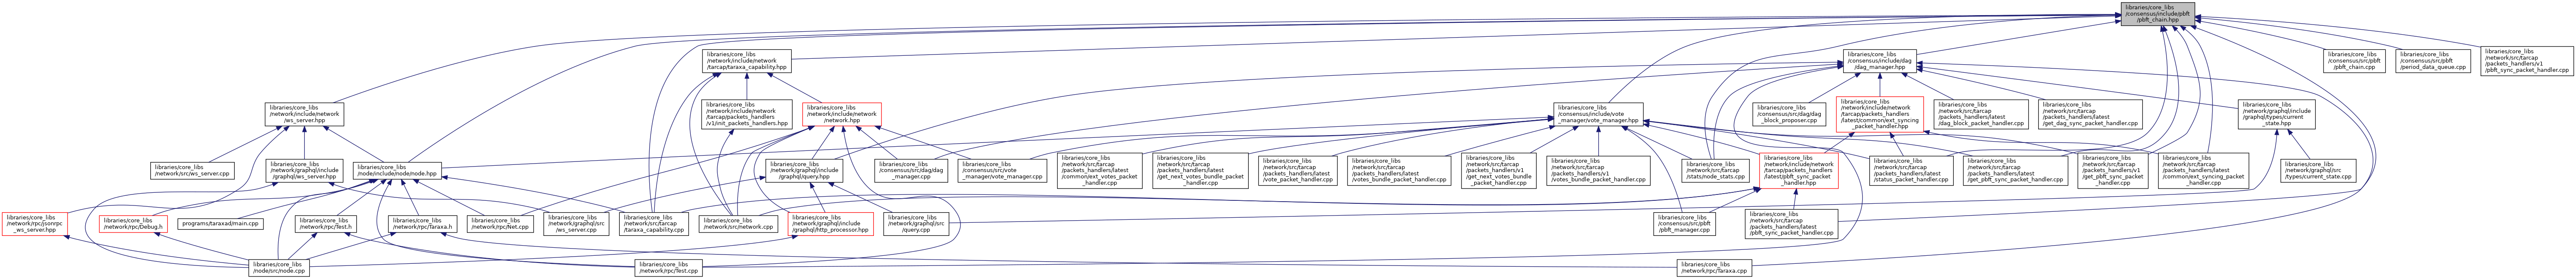 libraries/core_libs
/consensus/include/pbft
/pbft_chain.hpp
libraries/core_libs
/network/include/network
/tarcap/taraxa_capability.hpp
libraries/core_libs
/consensus/include/dag
/dag_manager.hpp
libraries/core_libs
/consensus/src/pbft
/pbft_chain.cpp
libraries/core_libs
/consensus/src/pbft
/period_data_queue.cpp
libraries/core_libs
/network/src/tarcap
/packets_handlers/v1
/pbft_sync_packet_handler.cpp
libraries/core_libs
/network/include/network
/ws_server.hpp
libraries/core_libs
/network/include/network
/tarcap/packets_handlers
/v1/init_packets_handlers.hpp
libraries/core_libs
/network/include/network
/network.hpp
libraries/core_libs
/consensus/include/vote
_manager/vote_manager.hpp
libraries/core_libs
/consensus/src/dag/dag
_block_proposer.cpp
libraries/core_libs
/network/include/network
/tarcap/packets_handlers
/latest/common/ext_syncing
_packet_handler.hpp
libraries/core_libs
/network/src/tarcap
/packets_handlers/latest
/dag_block_packet_handler.cpp
libraries/core_libs
/network/src/tarcap
/packets_handlers/latest
/get_dag_sync_packet_handler.cpp
libraries/core_libs
/network/graphql/include
/graphql/types/current
_state.hpp
libraries/core_libs
/network/src/ws_server.cpp
libraries/core_libs
/network/graphql/include
/graphql/ws_server.hpp
libraries/core_libs
/node/include/node/node.hpp
libraries/core_libs
/network/graphql/include
/graphql/query.hpp
libraries/core_libs
/consensus/src/dag/dag
_manager.cpp
libraries/core_libs
/consensus/src/vote
_manager/vote_manager.cpp
libraries/core_libs
/network/src/tarcap
/packets_handlers/latest
/common/ext_votes_packet
_handler.cpp
libraries/core_libs
/network/src/tarcap
/packets_handlers/latest
/get_next_votes_bundle_packet
_handler.cpp
libraries/core_libs
/network/src/tarcap
/packets_handlers/latest
/vote_packet_handler.cpp
libraries/core_libs
/network/src/tarcap
/packets_handlers/latest
/votes_bundle_packet_handler.cpp
libraries/core_libs
/network/src/tarcap
/packets_handlers/v1
/get_next_votes_bundle
_packet_handler.cpp
libraries/core_libs
/network/src/tarcap
/packets_handlers/v1
/votes_bundle_packet_handler.cpp
libraries/core_libs
/network/src/tarcap
/stats/node_stats.cpp
libraries/core_libs
/network/include/network
/tarcap/packets_handlers
/latest/pbft_sync_packet
_handler.hpp
libraries/core_libs
/network/src/tarcap
/packets_handlers/latest
/status_packet_handler.cpp
libraries/core_libs
/network/src/tarcap
/packets_handlers/latest
/get_pbft_sync_packet_handler.cpp
libraries/core_libs
/network/src/tarcap
/packets_handlers/v1
/get_pbft_sync_packet
_handler.cpp
libraries/core_libs
/network/src/tarcap
/packets_handlers/latest
/common/ext_syncing_packet
_handler.cpp
libraries/core_libs
/network/graphql/src
/types/current_state.cpp
libraries/core_libs
/network/rpc/jsonrpc
_ws_server.hpp
libraries/core_libs
/network/rpc/Debug.h
programs/taraxad/main.cpp
libraries/core_libs
/network/rpc/Test.h
libraries/core_libs
/network/rpc/Taraxa.h
libraries/core_libs
/network/rpc/Net.cpp
libraries/core_libs
/network/graphql/src
/ws_server.cpp
libraries/core_libs
/network/src/tarcap
/taraxa_capability.cpp
libraries/core_libs
/network/src/network.cpp
libraries/core_libs
/network/graphql/include
/graphql/http_processor.hpp
libraries/core_libs
/network/graphql/src
/query.cpp
libraries/core_libs
/consensus/src/pbft
/pbft_manager.cpp
libraries/core_libs
/network/src/tarcap
/packets_handlers/latest
/pbft_sync_packet_handler.cpp
libraries/core_libs
/node/src/node.cpp
libraries/core_libs
/network/rpc/Test.cpp
libraries/core_libs
/network/rpc/Taraxa.cpp